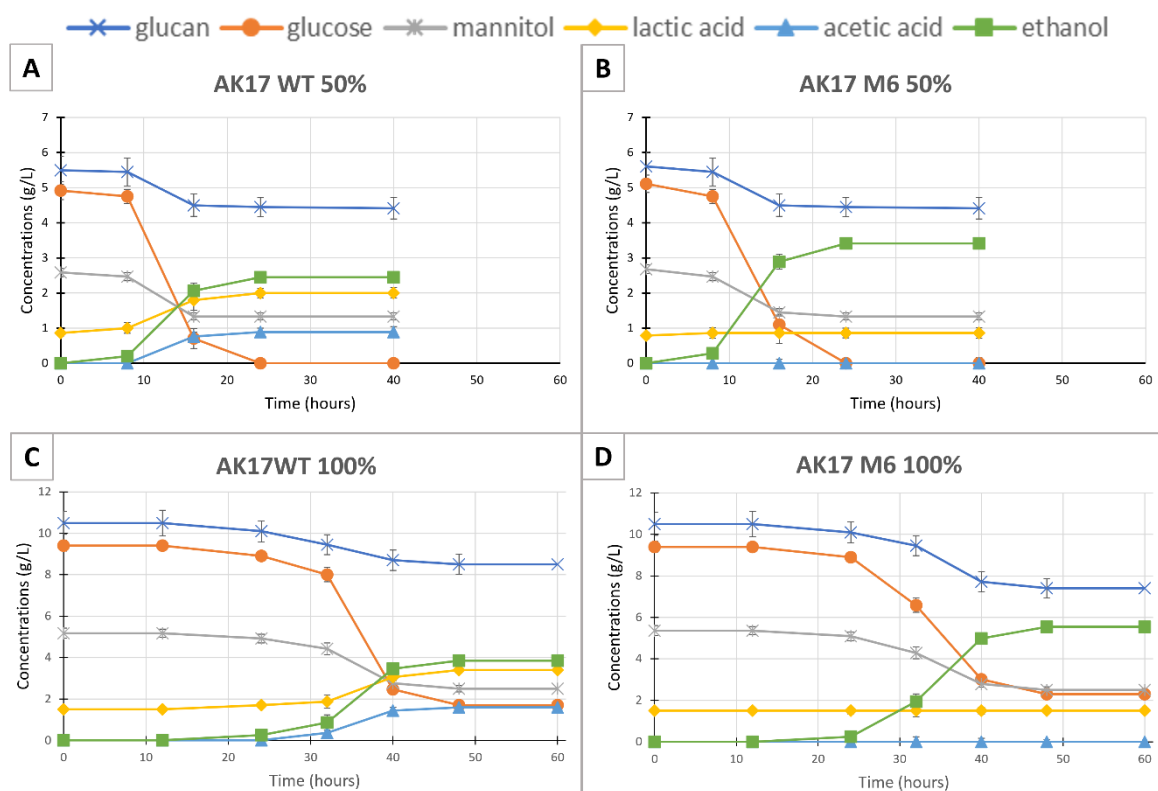 glucan glucose mannitol lactic acid acetic acid ethanol
A
AK17 WT 50%
Concentrations (g/L)
7
6
5
4
3
2
1
0
0 10 20 30 40 50 60
Time (hours)
B
AK17 M6 50%
Concentrations (g/L)
7
6
5
4
3
2
1
0
0 10 20 30 40 50 60
Time (hours)
C
AK17WT 100%
Concentrations (g/L)
12
10
8
6
4
2
0
0 10 20 30 40 50 60
Time (hours)
D
AK17 M6 100%
Concentrations (g/L)
12
10
8
6
4
2
0
0 10 20 30 40 50 60
Time (hours)